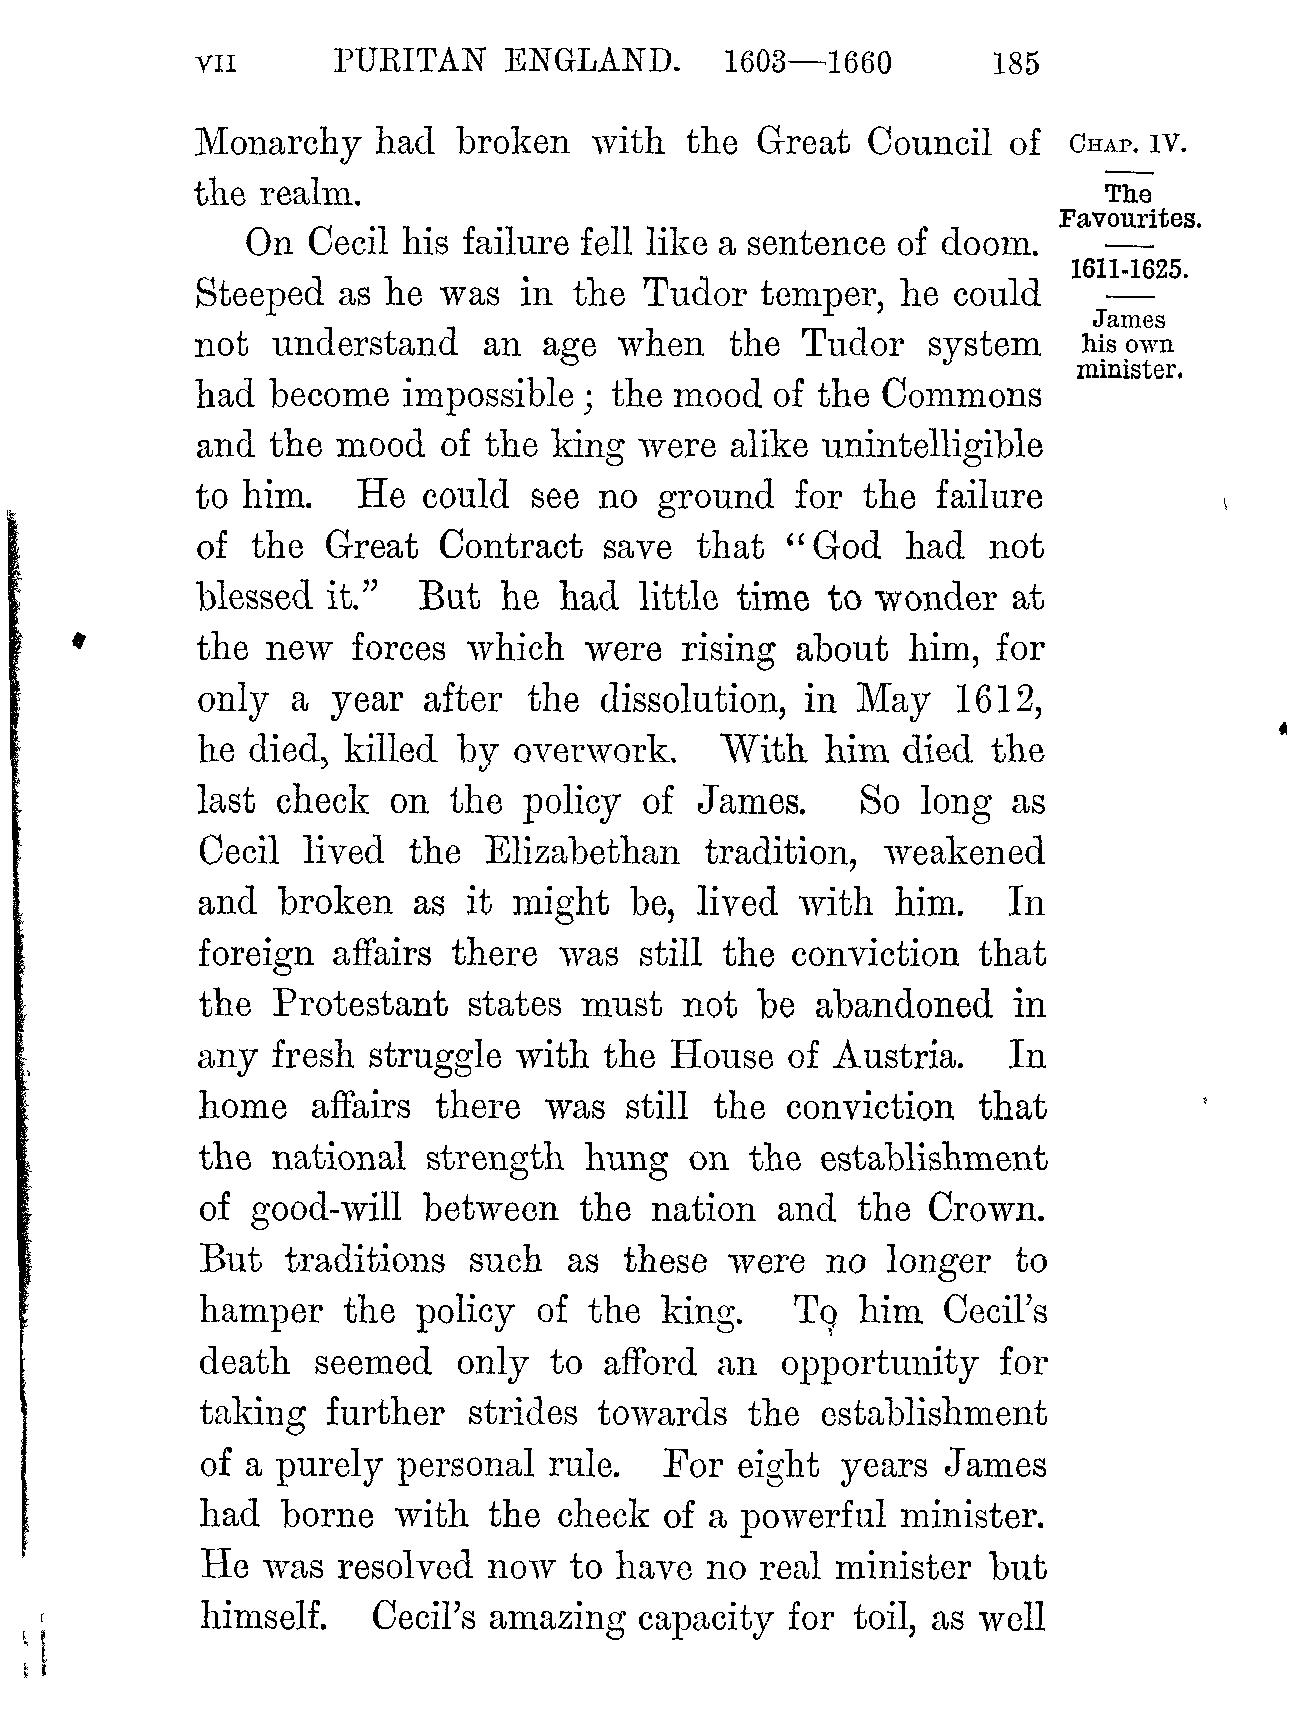 VII PURITAN ENGLAND. 1603—1660 185
Monarchy had broken with the Great Council of
the realm.
On Cecil his failure fell like a sentence of doom.
Steeped as he was in the Tudor temper, he could
not understand an age when the Tudor system
had become impossible; the mood of the Commons
and the mood of the king were alike unintelligible
to him. He could see no ground for the failure
of the Great Contract save that “God had not
blessed it.” But he had little time to wonder at
the new forces which were rising about him, for
only a year after the dissolution, in May 1612,
he died, killed by overwork. With him died the
last check on the policy of James. So long as
Cecil lived the Elizabethan tradition, weakened
and broken as it might be, lived with him. In
foreign affairs there was still the conviction that
the Protestant states must not be abandoned in
any fresh struggle with the House of Austria. In
home affairs there was still the conviction that
the national strength hung on the establishment
of good-will between the nation and the Crown.
But traditions such as these were no longer to
hamper the policy of the king. To him Cecil’s
death seemed only to afford an opportunity for
taking further strides towards the establishment
of a purely personal rule. For eight years James
had borne with the check of a powerful minister.
He was resolved now to have no real minister but
himself. Cecil’s amazing capacity for toil, as well
CHAP. IV.
The
Favourites.
1611-1625.
James
his own
minister.